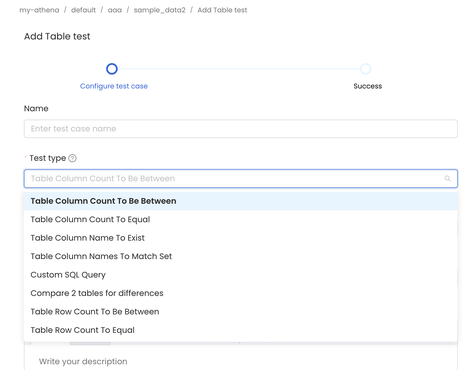 my-athena / default / aaa / sample_data2 / Add Table test
Add Table test
Configure test case
Success
Name
Enter test case name
* Test type
Table Column Count To Be Between
Table Column Count To Be Between
Table Column Count To Equal
Table Column Name To Exist
Table Column Names To Match Set
Custom SQL Query
Compare 2 tables for differences
Table Row Count To Be Between
Table Row Count To Equal
Write your description